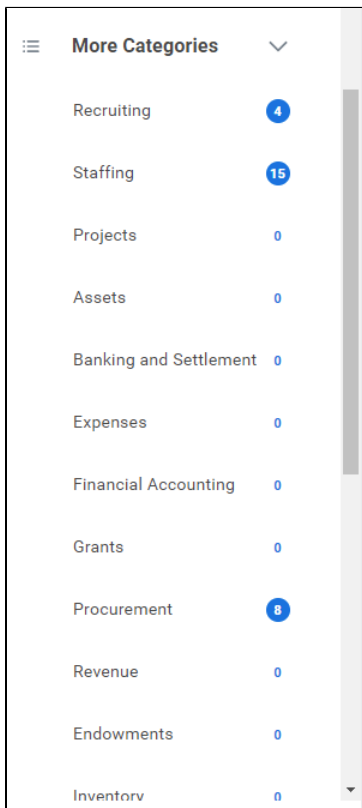 More Categories
Recruiting 4
Staffing 15
Projects 0
Assets 0
Banking and Settlement 0
Expenses 0
Financial Accounting 0
Grants 0
Procurement 8
Revenue 0
Endowments 0
Inventory 0